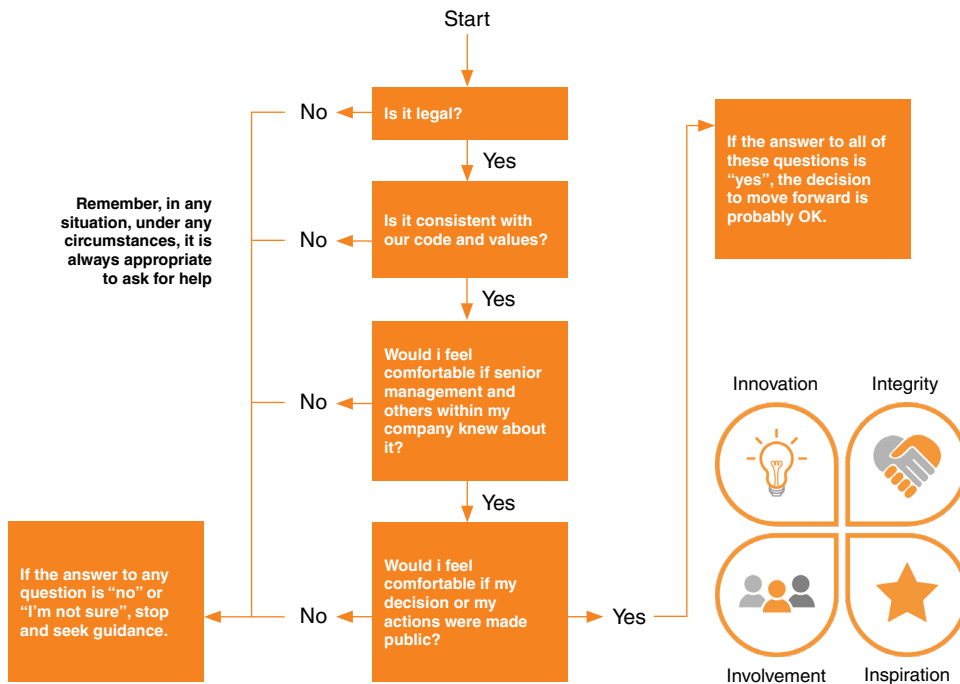 Start
Is it legal?
No
Yes
Remember, in any
situation, under any
circumstances, it is
always appropriate
to ask for help
Is it consistent with
our code and values?
No
Yes
Would i feel
comfortable if senior
management and
others within my
company knew about
it?
No
Yes
Would i feel
comfortable if my
decision or my
actions were made
public?
No
Yes
If the answer to any
question is “no” or
“I’m not sure”, stop
and seek guidance.
If the answer to all of
these questions is
“yes”, the decision
to move forward is
probably OK.
Innovation
Integrity
Involvement
Inspiration